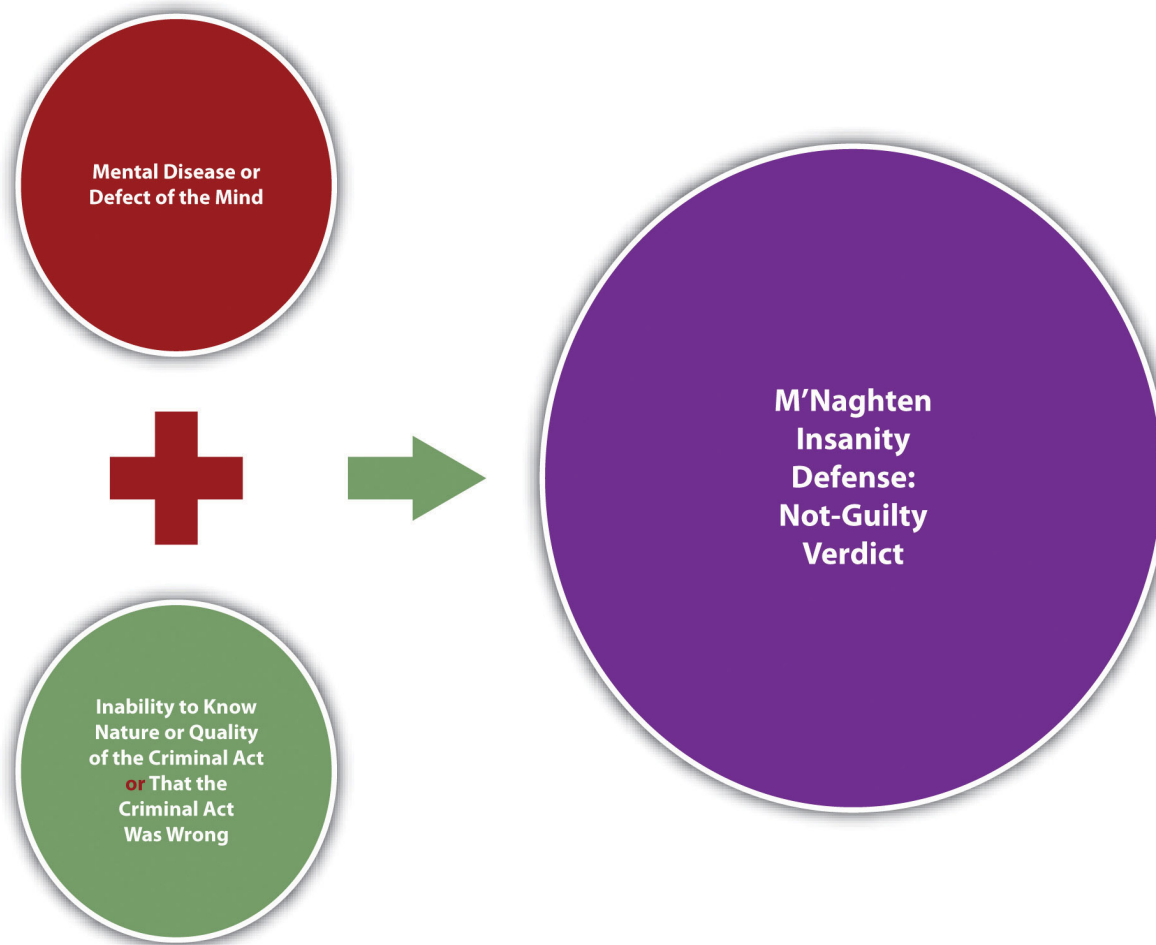 Mental Disease or
Defect of the Mind
Inability to Know
Nature or Quality
of the Criminal Act
or That the
Criminal Act
Was Wrong
M’Naghten
Insanity
Defense:
Not-Guilty
Verdict